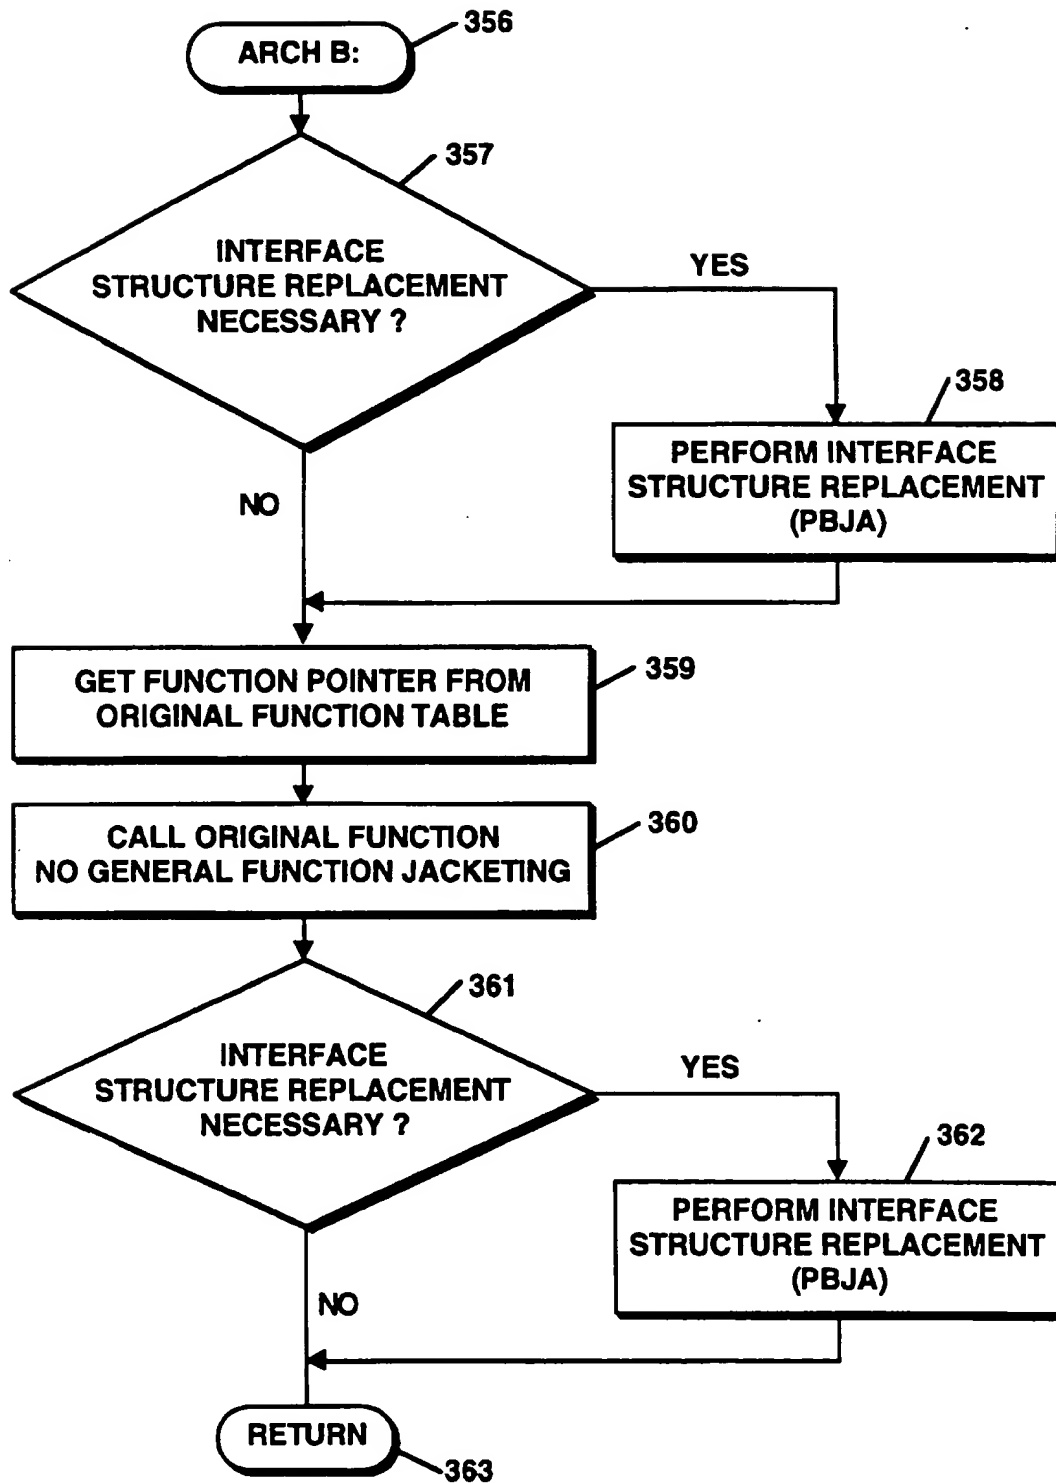 356
ARCH B:
357
INTERFACE
STRUCTURE REPLACEMENT
NECESSARY ?
YES
358
PERFORM INTERFACE
STRUCTURE REPLACEMENT
(PBJA)
NO
359
GET FUNCTION POINTER FROM
ORIGINAL FUNCTION TABLE
360
CALL ORIGINAL FUNCTION
NO GENERAL FUNCTION JACKETING
361
INTERFACE
STRUCTURE REPLACEMENT
NECESSARY ?
YES
362
PERFORM INTERFACE
STRUCTURE REPLACEMENT
(PBJA)
NO
RETURN
363